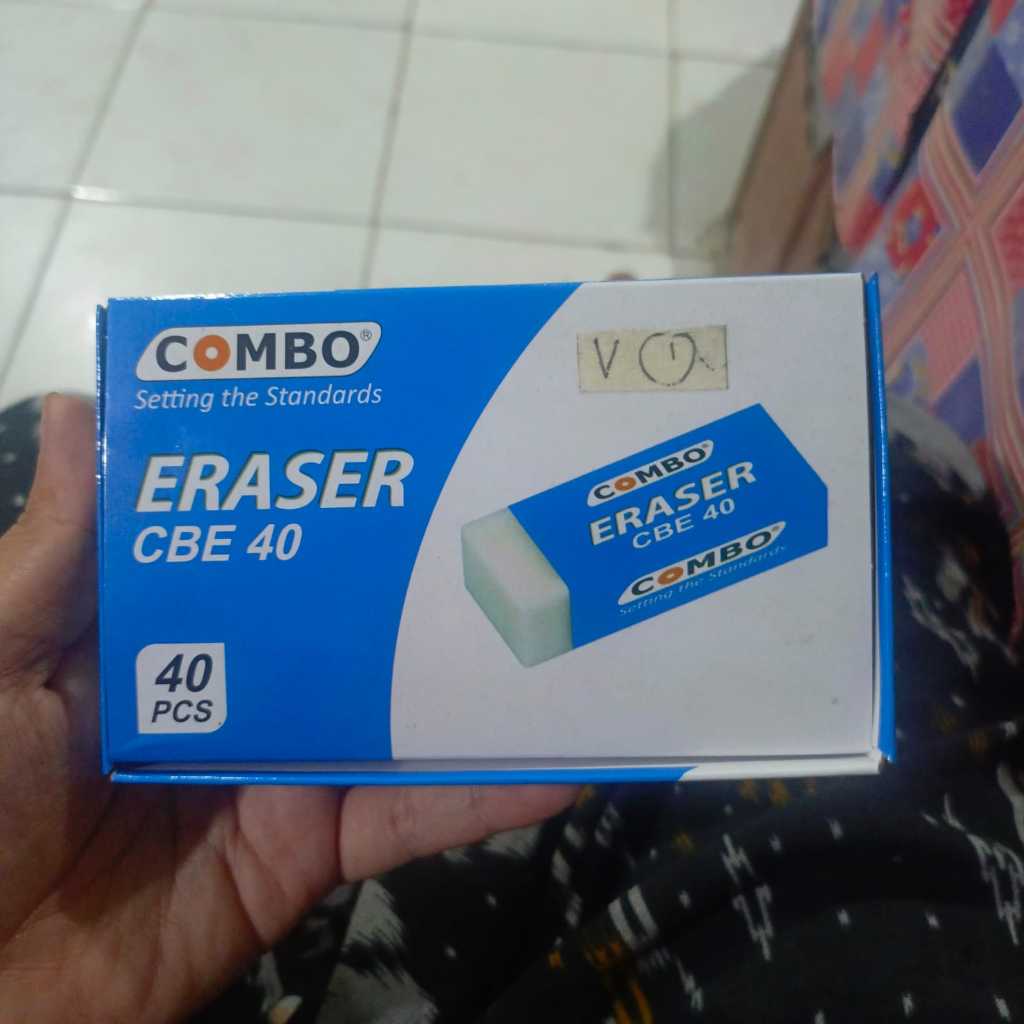 COMBO®
Setting the Standards
ERASER
CBE 40
40
PCS
V
COMBO®
ERASER
CBE 40
COMBO®
Setting the Standards